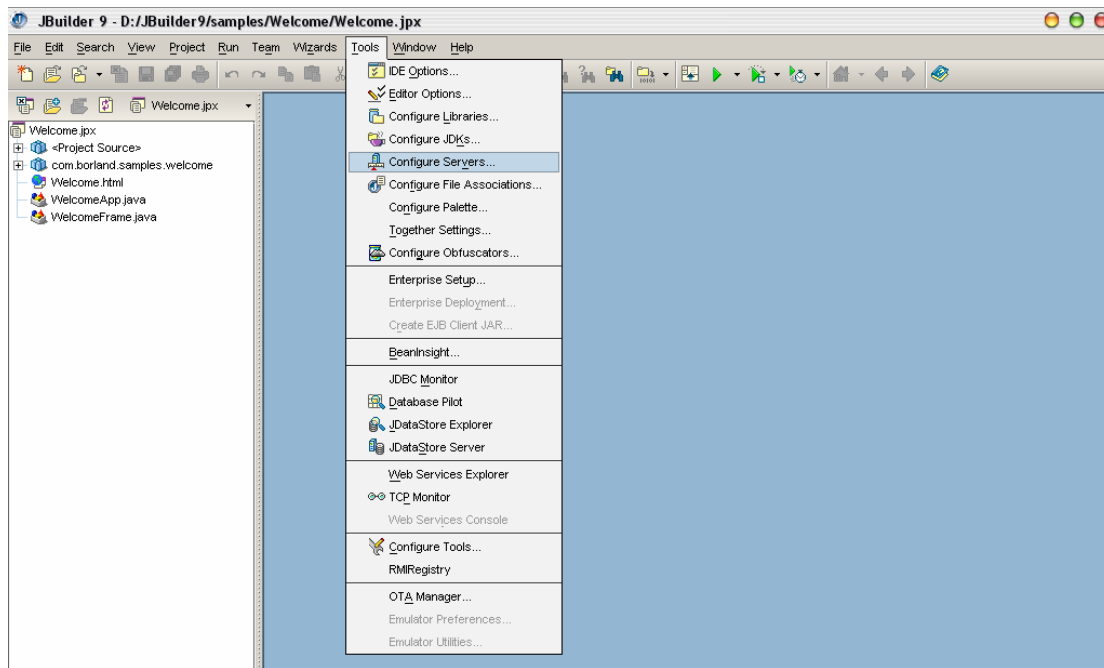 JBuilder 9 - D:/JBuilder9/samples/Welcome/Welcome.jpx
File Edit Search View Project Run Team Wizards Tools Window Help
Welcome.jpx
Welcome.jpx
<Project Source>
com.borland.samples.welcome
Welcome.html
WelcomeApp.java
WelcomeFrame.java
IDE Options...
Editor Options...
Configure Libraries...
Configure JDKs...
Configure Servers...
Configure File Associations...
Configure Palette...
Together Settings...
Configure Obfuscators...
Enterprise Setup...
Enterprise Deployment...
Create EJB Client JAR...
BeanInsight...
JDBC Monitor
Database Pilot
JDataStore Explorer
JDataStore Server
Web Services Explorer
TCP Monitor
Web Services Console
Configure Tools...
RMIRegistry
OTA Manager...
Emulator Preferences...
Emulator Utilities...